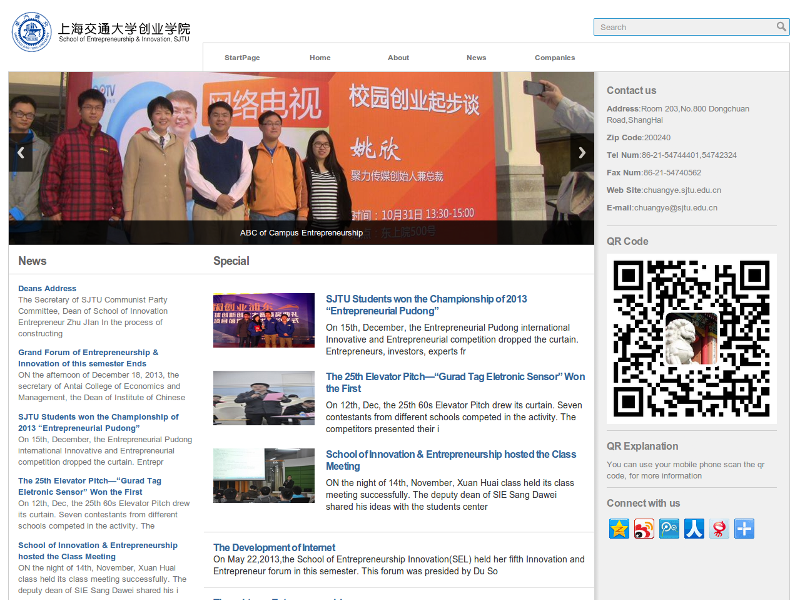 上海交通大学创业学院
School of Entrepreneurship & Innovation, SJTU
Search
StartPage
Home
About
News
Companies
网络电视
校园创业起步谈
姚欣
聚力传媒创始人兼总裁
时间：10月31日 13:30-15:00
ABC of Campus Entrepreneurship
News
Deans Address
The Secretary of SJTU Communist Party
Committee, Dean of School of Innovation
Entrepreneur Zhu Jian In the process of
constructing
Grand Forum of Entrepreneurship &
Innovation of this semester Ends
ON the afternoon of December 18, 2013, the
secretary of Antai College of Economics and
Management, the Dean of Institute of Chinese
SJTU Students won the Championship of
2013 “Entrepreneurial Pudong”
On 15th, December, the Entrepreneurial Pudong
international Innovative and Entrepreneurial
competition dropped the curtain. Entrepr
The 25th Elevator Pitch—“Gurad Tag
Eletronic Sensor” Won the First
On 12th, Dec, the 25th 60s Elevator Pitch drew
its curtain. Seven contestants from different
schools competed in the activity. The
School of Innovation & Entrepreneurship
hosted the Class Meeting
ON the night of 14th, November, Xuan Huai
class held its class meeting successfully. The
deputy dean of SIE Sang Dawei shared his i
Special
SJTU Students won the Championship of 2013
“Entrepreneurial Pudong”
On 15th, December, the Entrepreneurial Pudong international
Innovative and Entrepreneurial competition dropped the curtain.
Entrepreneurs, investors, experts fr
The 25th Elevator Pitch—“Gurad Tag Eletronic Sensor” Won
the First
On 12th, Dec, the 25th 60s Elevator Pitch drew its curtain. Seven
contestants from different schools competed in the activity. The
competitors presented their i
School of Innovation & Entrepreneurship hosted the Class
Meeting
ON the night of 14th, November, Xuan Huai class held its class
meeting successfully. The deputy dean of SIE Sang Dawei
shared his ideas with the students center
The Development of Internet
On May 22,2013,the School of Entrepreneurship Innovation(SEL) held her fifth Innovation and
Entrepreneur forum in this semester. This forum was presided by Du So
Contact us
Address:Room 203,No.800 Dongchuan
Road,ShangHai
Zip Code:200240
Tel Num:86-21-54744401,54742324
Fax Num:86-21-54740562
Web Site:chuangye.sjtu.edu.cn
E-mail:chuangye@sjtu.edu.cn
QR Code
QR Explanation
You can use your mobile phone scan the qr
code, for more information
Connect with us